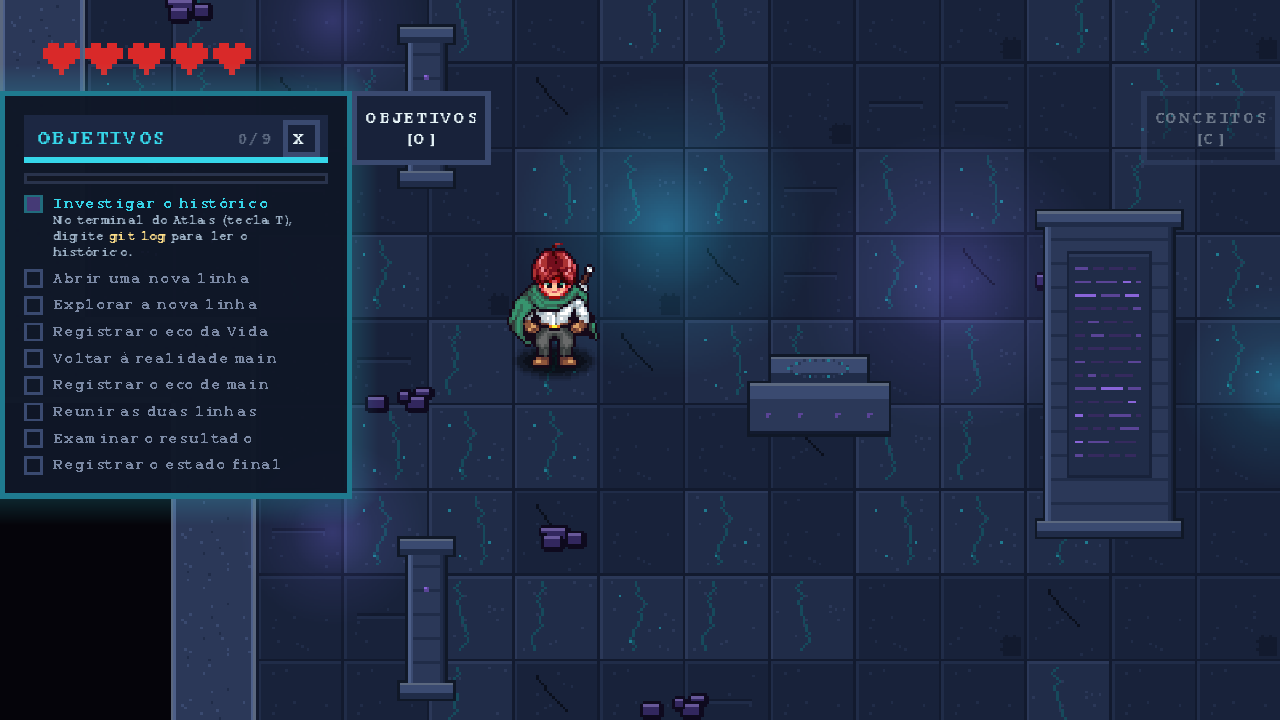 OBJETIVOS 0/9 X
Investigar o histórico
No terminal do Atlas (tecla T),
digite git log para ler o
histórico.
Abrir uma nova linha
Explorar a nova linha
Registrar o eco da Vida
Voltar à realidade main
Registrar o eco de main
Reunir as duas linhas
Examinar o resultado
Registrar o estado final
OBJETIVOS
[O]
CONCEITOS
[C]